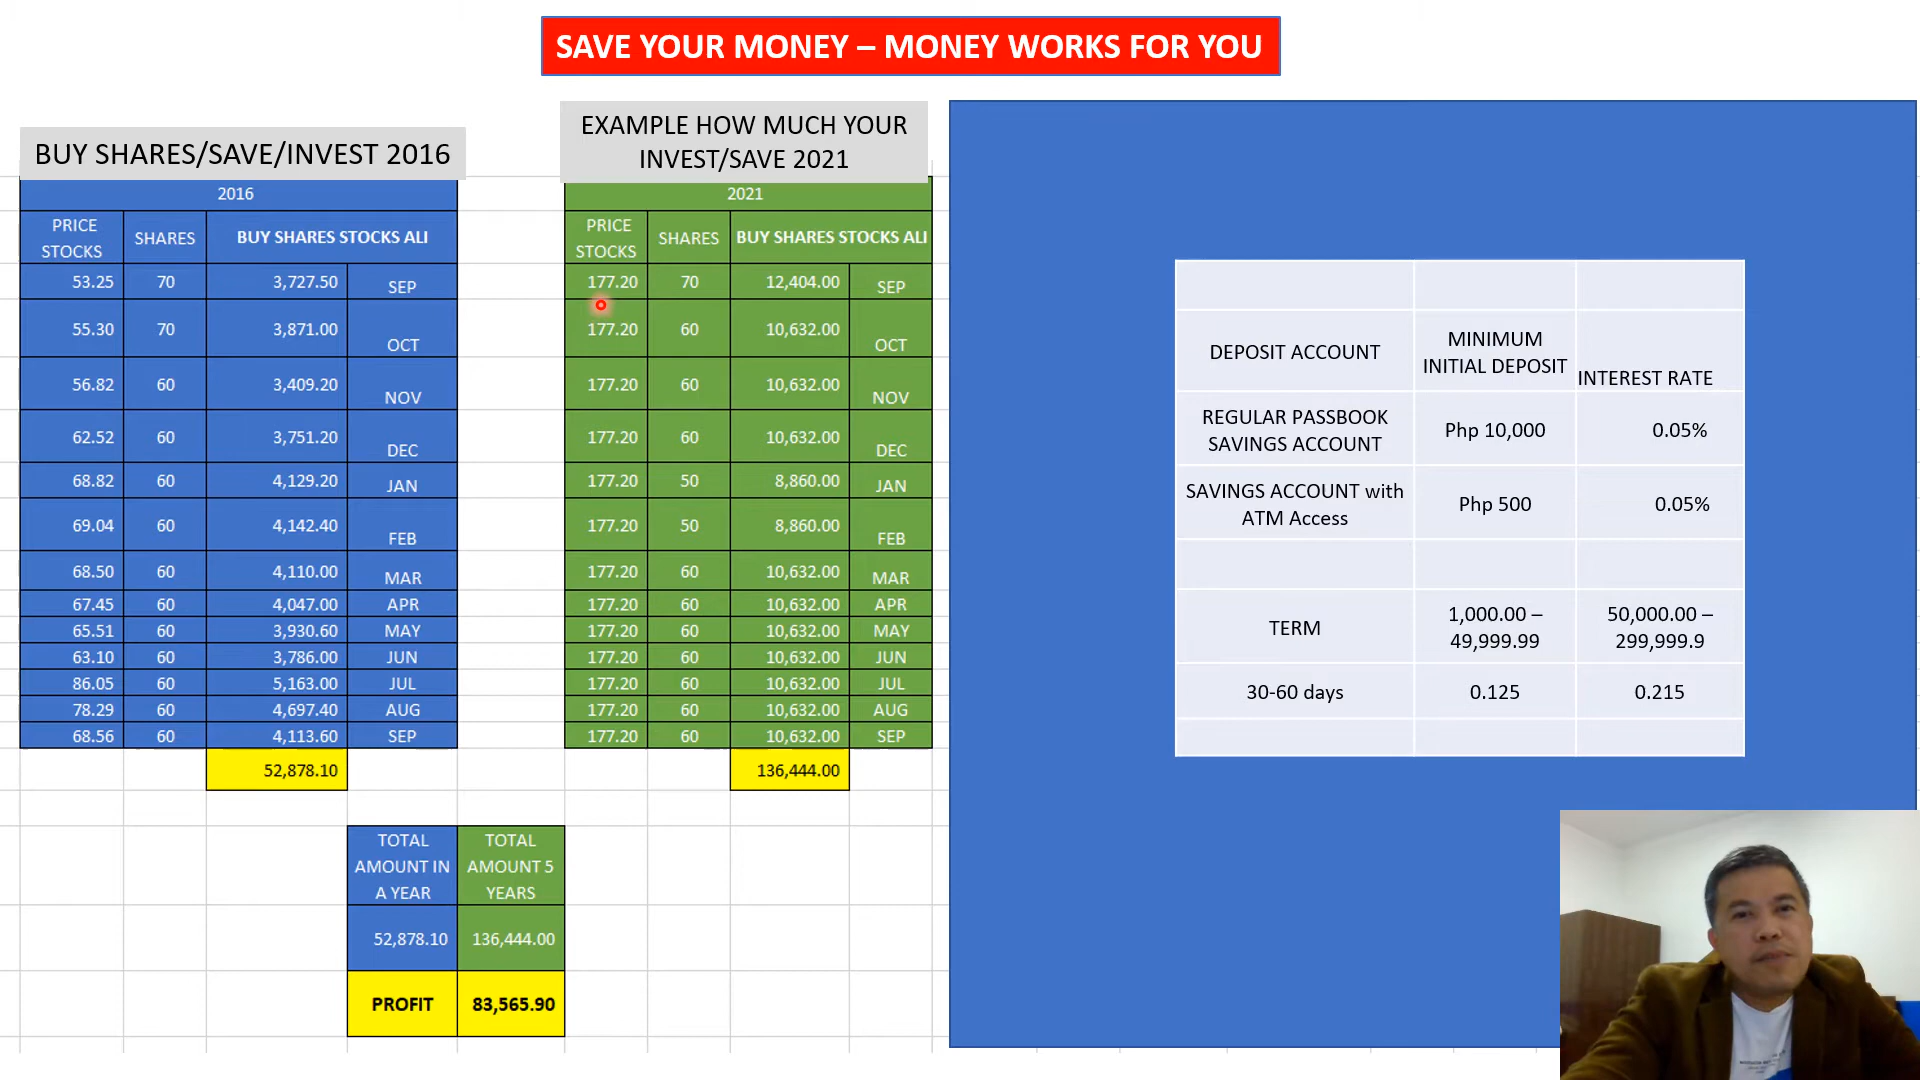 SAVE YOUR MONEY – MONEY WORKS FOR YOU
BUY SHARES/SAVE/INVEST 2016
2016
PRICE STOCKS SHARES BUY SHARES STOCKS ALI
53.25 70 3,727.50 SEP
55.30 70 3,871.00 OCT
56.82 60 3,409.20 NOV
62.52 60 3,751.20 DEC
68.82 60 4,129.20 JAN
69.04 60 4,142.40 FEB
68.50 60 4,110.00 MAR
67.45 60 4,047.00 APR
65.51 60 3,930.60 MAY
63.10 60 3,786.00 JUN
86.05 60 5,163.00 JUL
78.29 60 4,697.40 AUG
68.56 60 4,113.60 SEP
52,878.10
EXAMPLE HOW MUCH YOUR
INVEST/SAVE 2021
2021
PRICE STOCKS SHARES BUY SHARES STOCKS ALI
177.20 70 12,404.00 SEP
177.20 60 10,632.00 OCT
177.20 60 10,632.00 NOV
177.20 60 10,632.00 DEC
177.20 50 8,860.00 JAN
177.20 50 8,860.00 FEB
177.20 60 10,632.00 MAR
177.20 60 10,632.00 APR
177.20 60 10,632.00 MAY
177.20 60 10,632.00 JUN
177.20 60 10,632.00 JUL
177.20 60 10,632.00 AUG
177.20 60 10,632.00 SEP
136,444.00
TOTAL AMOUNT IN A YEAR TOTAL AMOUNT 5 YEARS
52,878.10 136,444.00
PROFIT 83,565.90
DEPOSIT ACCOUNT MINIMUM INITIAL DEPOSIT INTEREST RATE
REGULAR PASSBOOK SAVINGS ACCOUNT Php 10,000 0.05%
SAVINGS ACCOUNT with ATM Access Php 500 0.05%
TERM 1,000.00 – 49,999.99 50,000.00 – 299,999.9
30-60 days 0.125 0.215